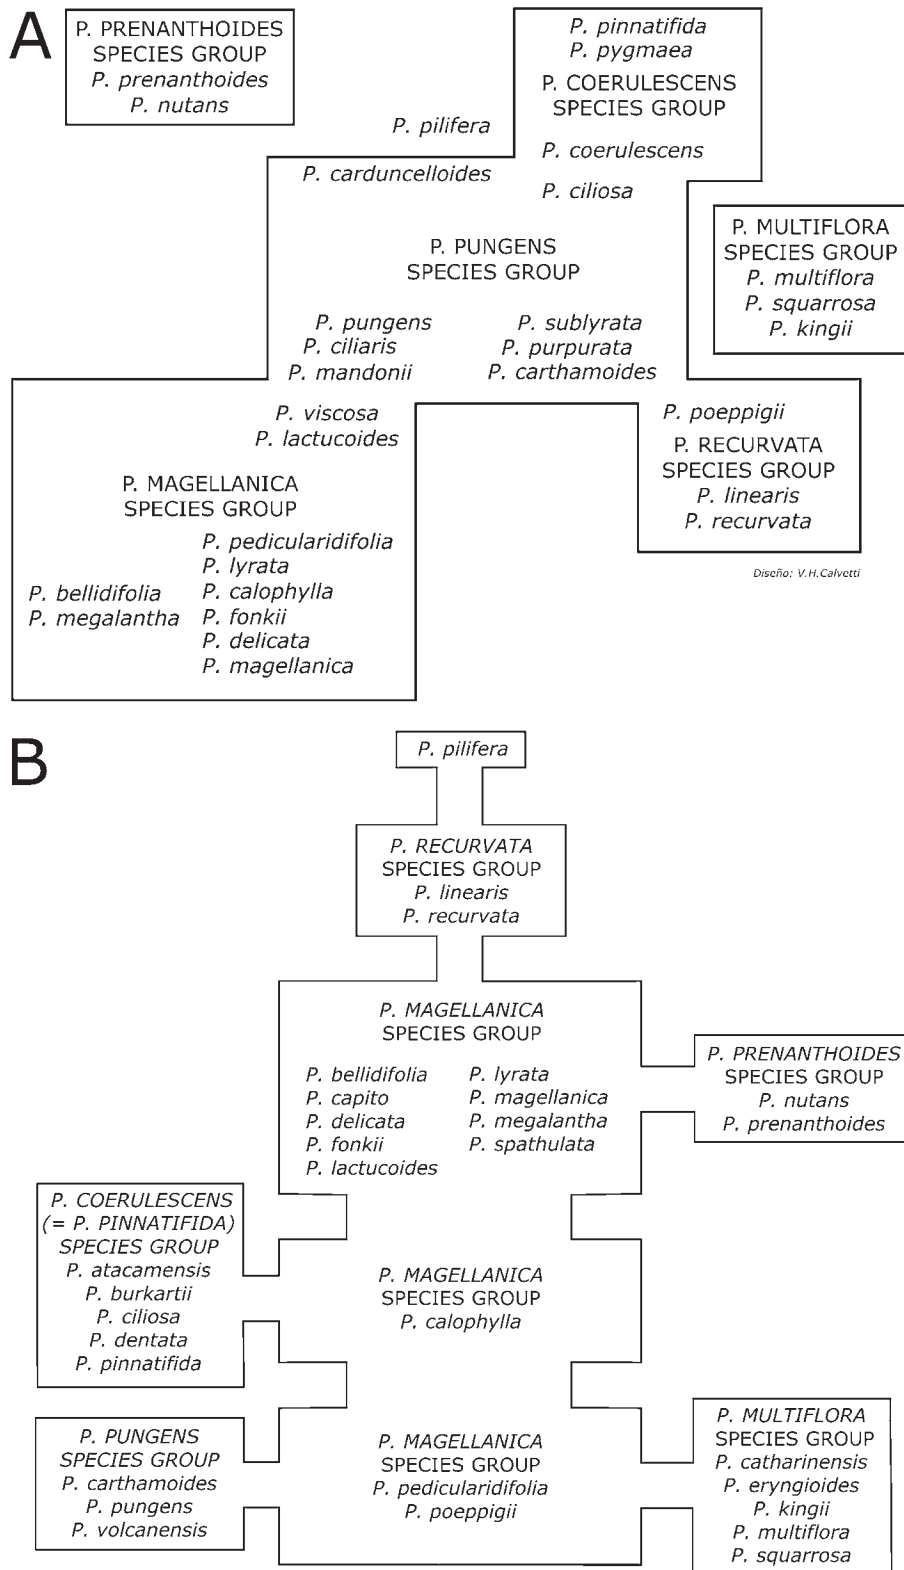 A
P. PRENANTHOIDES
SPECIES GROUP
P. prenanthoides
P. nutans
P. pinnatifida
P. pygmaea
P. COERULESCENS
SPECIES GROUP
P. coerulescens
P. ciliosa
P. pilifera
P. carduncelloides
P. MULTIFLORA
SPECIES GROUP
P. multiflora
P. squarrosa
P. kingii
P. PUNGENS
SPECIES GROUP
P. pungens
P. ciliaris
P. mandonii
P. sublyrata
P. purpurata
P. carthamoides
P. viscosa
P. lactucoides
P. poeppigii
P. RECURVATA
SPECIES GROUP
P. linearis
P. recurvata
P. MAGELLANICA
SPECIES GROUP
P. bellidifolia
P. megalantha
P. pedicularidifolia
P. lyrata
P. calophylla
P. fonkii
P. delicata
P. magellanica
Diseño: V.H.Calvetti
B
P. pilifera
P. RECURVATA
SPECIES GROUP
P. linearis
P. recurvata
P. MAGELLANICA
SPECIES GROUP
P. bellidifolia
P. capito
P. delicata
P. fonkii
P. lactucoides
P. lyrata
P. magellanica
P. megalantha
P. spathulata
P. PRENANTHOIDES
SPECIES GROUP
P. nutans
P. prenanthoides
P. COERULESCENS
(= P. PINNATIFIDA)
SPECIES GROUP
P. atacamensis
P. burkartii
P. ciliosa
P. dentata
P. pinnatifida
P. MAGELLANICA
SPECIES GROUP
P. calophylla
P. PUNGENS
SPECIES GROUP
P. carthamoides
P. pungens
P. volcanensis
P. MAGELLANICA
SPECIES GROUP
P. pedicularidifolia
P. poeppigii
P. MULTIFLORA
SPECIES GROUP
P. catharinensis
P. eryngioides
P. kingii
P. multiflora
P. squarrosa